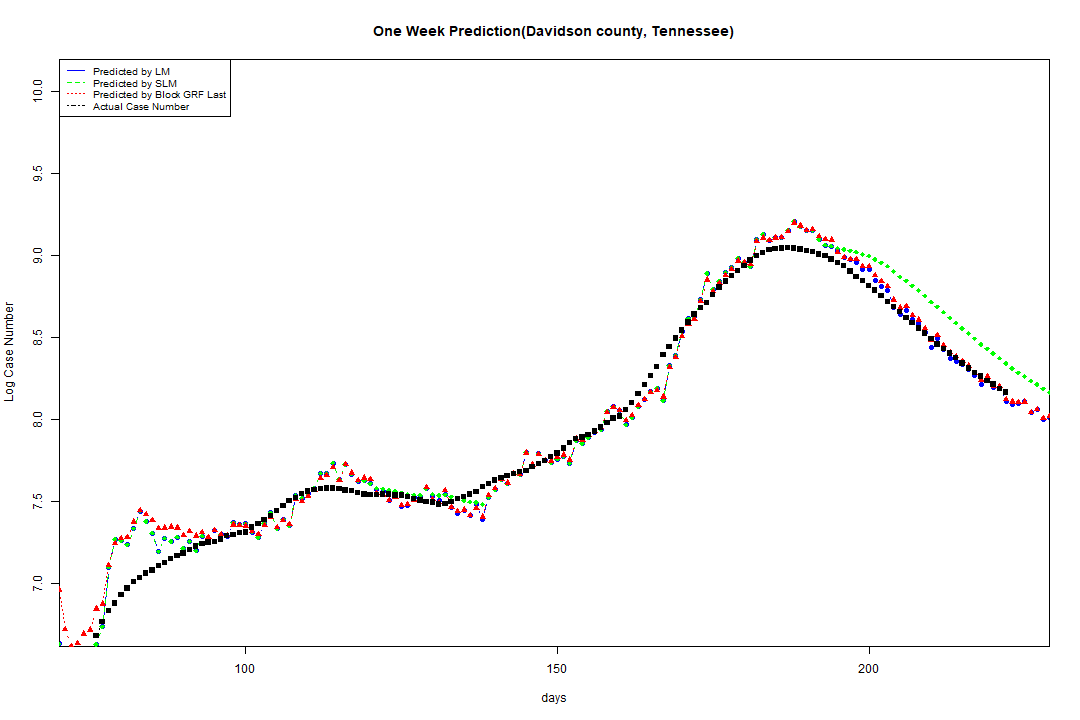 One Week Prediction(Davidson county, Tennessee)
Predicted by LM
Predicted by SLM
Predicted by Block GRF Last
Actual Case Number
10.0
9.5
9.0
8.5
8.0
7.5
7.0
Log Case Number
100
150
200
days